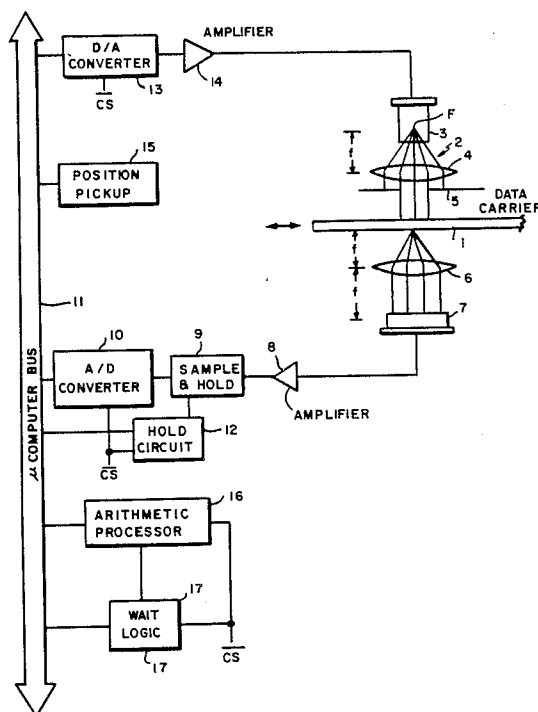 AMPLIFIER
D/A
CONVERTER
14
CS
13
F
3
2
f
4
5
15
POSITION
PICKUP
DATA
CARRIER
1
f
6
f
7
11
10
A/D
CONVERTER
9
SAMPLE
& HOLD
8
AMPLIFIER
HOLD
CIRCUIT
12
CS
μ COMPUTER BUS
16
ARITHMETIC
PROCESSOR
17
WAIT
LOGIC
17
CS